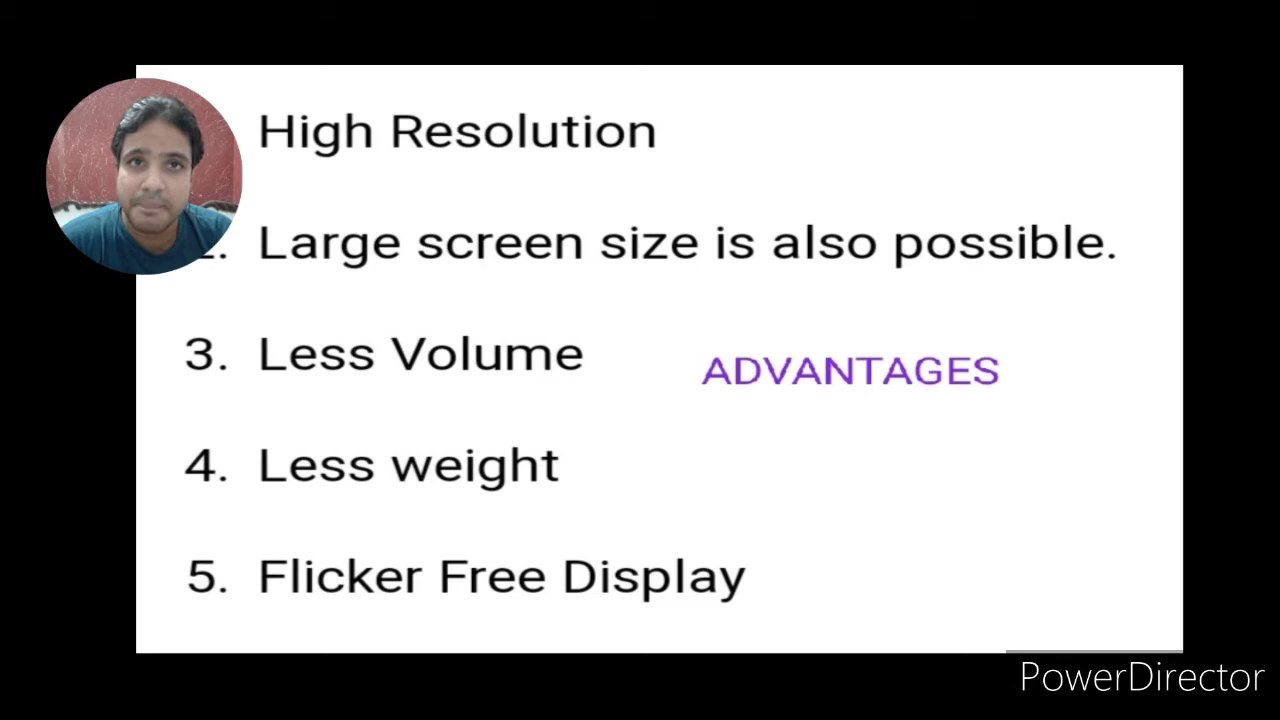 High Resolution
2. Large screen size is also possible.
3. Less Volume
ADVANTAGES
4. Less weight
5. Flicker Free Display
PowerDirector